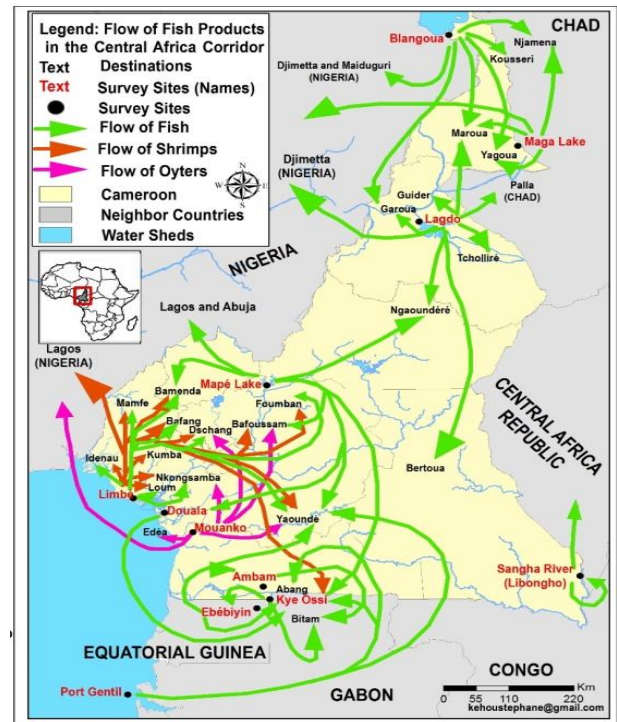 Legend: Flow of Fish Products
in the Central Africa Corridor
Text Destinations
Text Survey Sites (Names)
Survey Sites
Flow of Fish
Flow of Shrimps
Flow of Oyters
Cameroon
Neighbor Countries
Water Sheds
N
W E
S
CHAD
Blangoua
Njamena
Kousseri
Djimetta and Maiduguri
(NIGERIA)
Maroua
Maga Lake
Yagoua
Djimetta
(NIGERIA)
Palla
(CHAD)
Guider
Garoua
Lagdo
Tcholliré
NIGERIA
Ngaoundéré
Lagos and Abuja
Lagos
(NIGERIA)
Mapé Lake
CENTRAL AFRICA
REPUBLIC
Bamenda
Foumban
Mamfe
Bafang
Dschang
Bafoussam
Idenau
Kumba
Nkongsamba
Loum
Limbe
Bertoua
Douala
Yaoundé
Edéa
Mouanko
Sangha River
(Libongho)
Ambam
Abang
Kye Ossi
Ebébiyin
Bitam
EQUATORIAL GUINEA
CONGO
Port Gentil
GABON
0 55 110 220
Km
kehoustephane@gmail.com